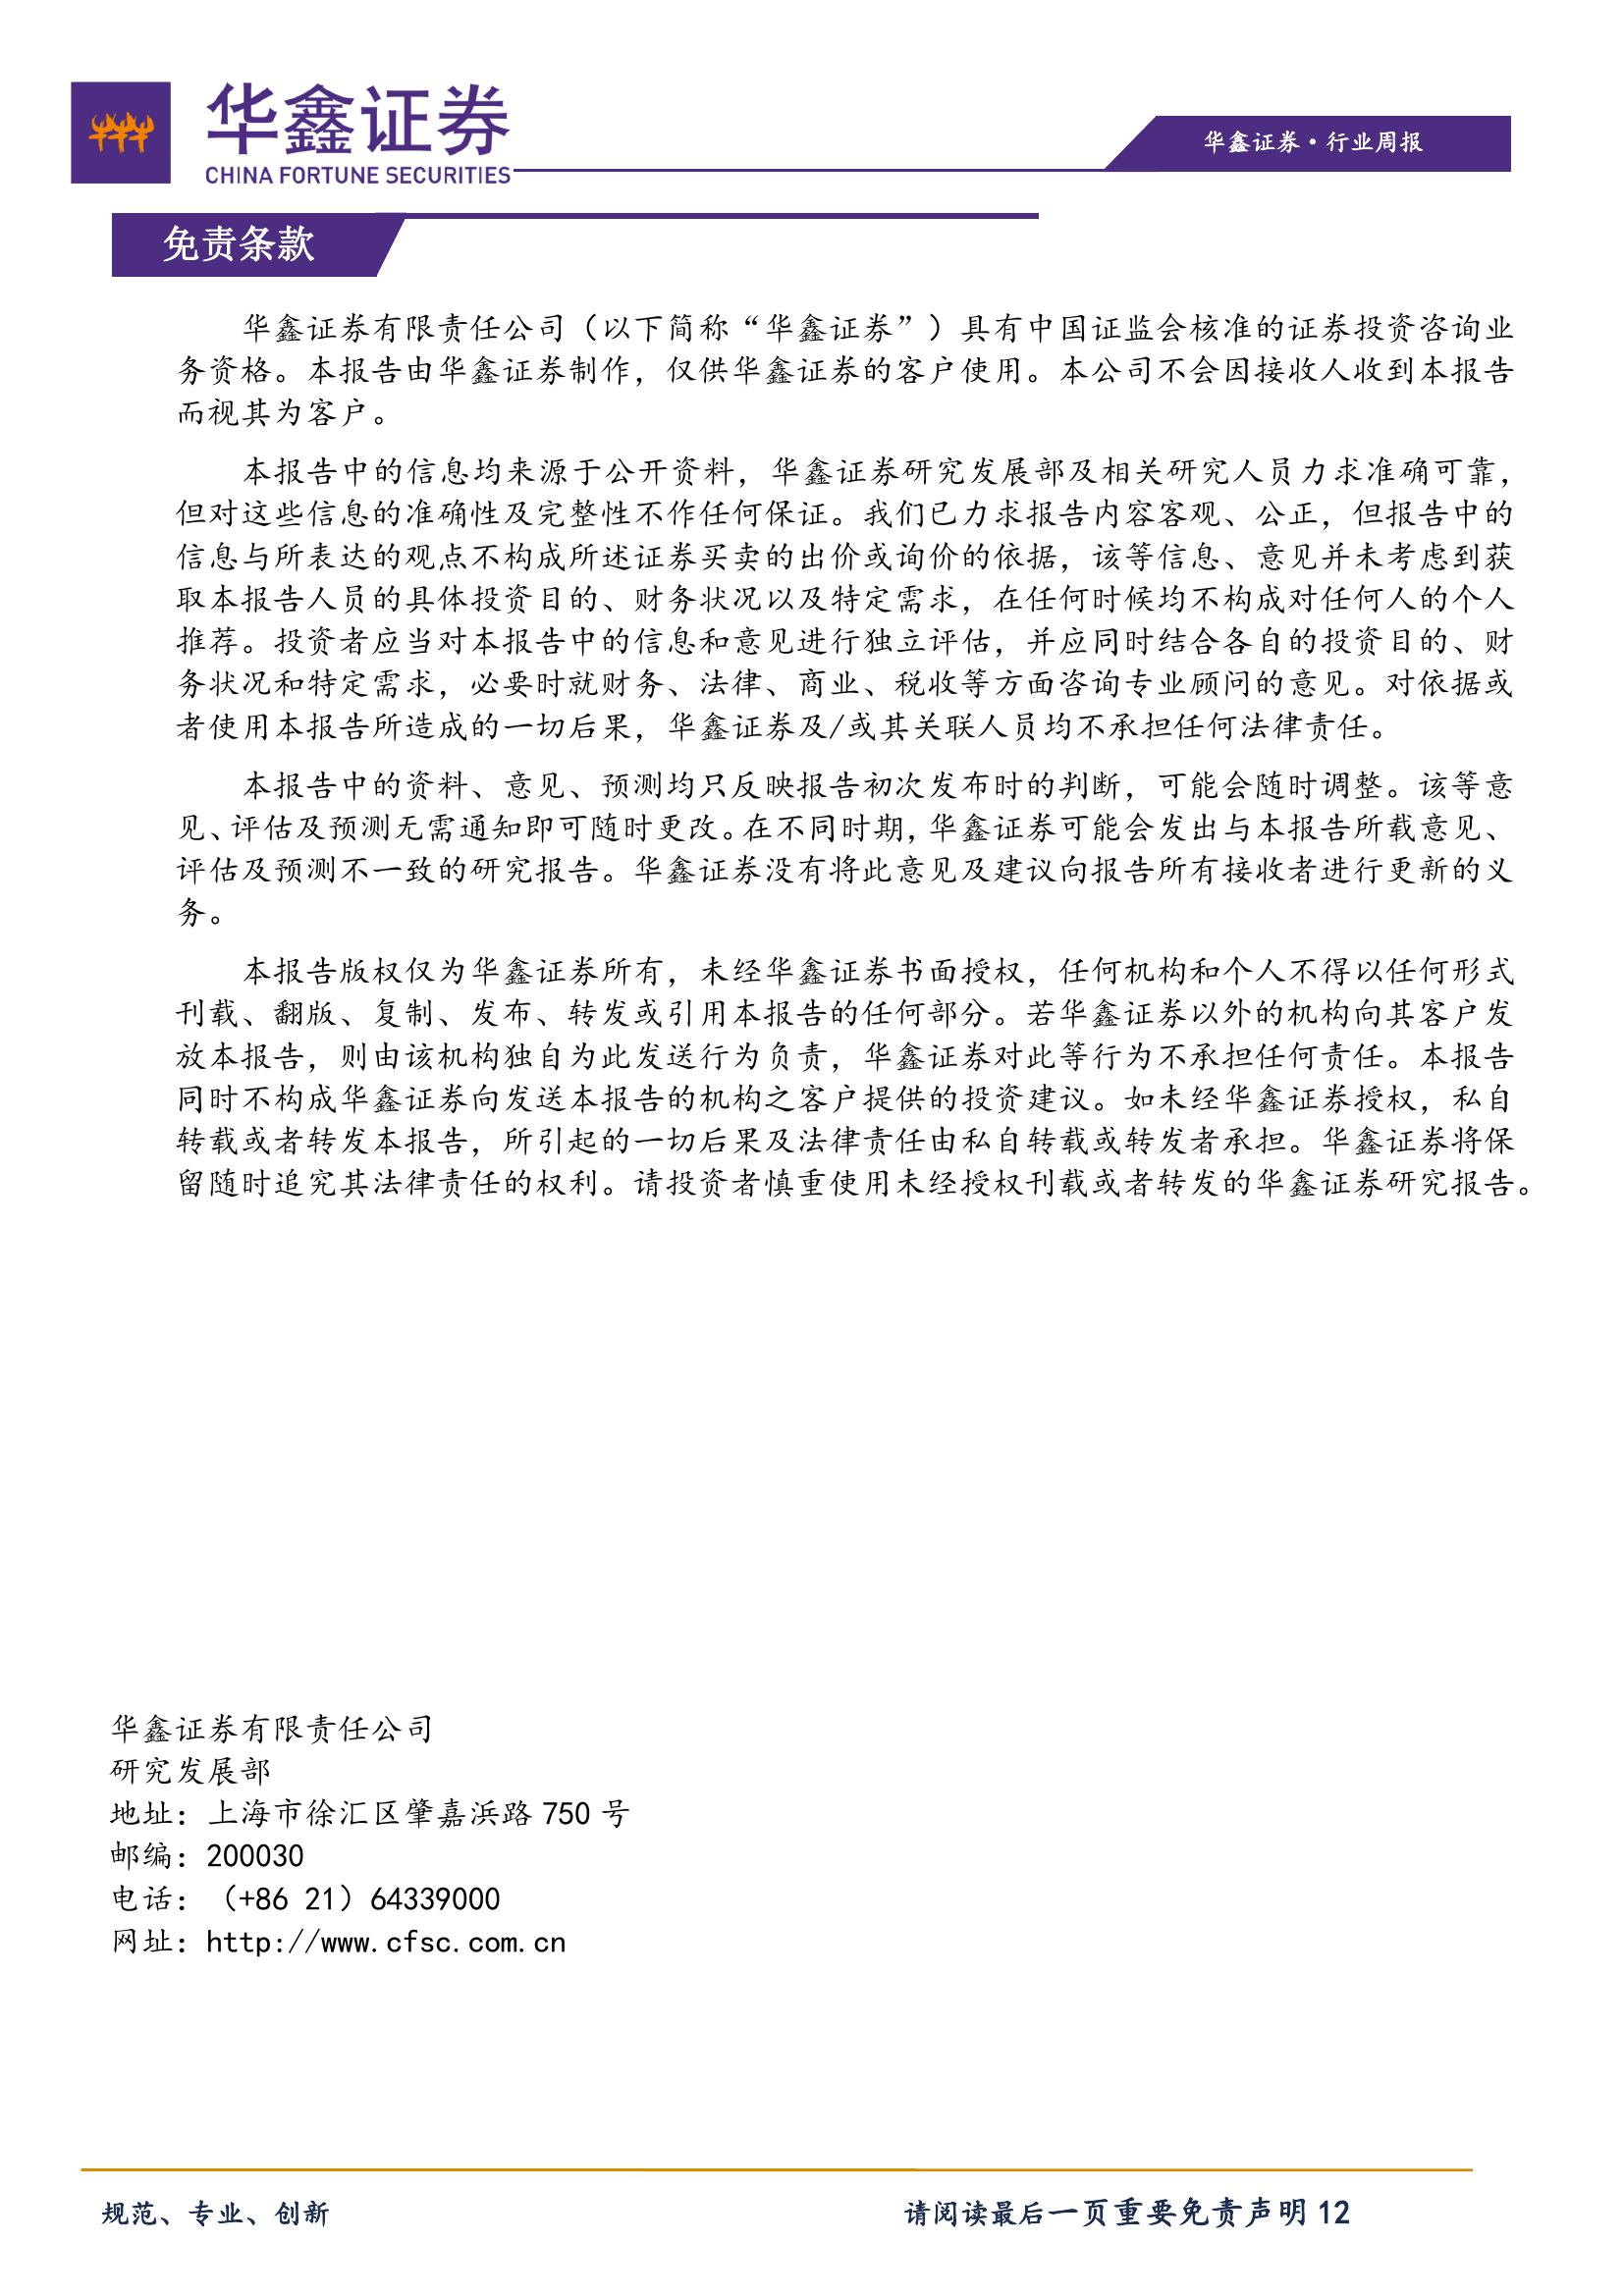 华鑫证券
CHINA FORTUNE SECURITIES
华鑫证券·行业周报
免责条款
华鑫证券有限责任公司（以下简称“华鑫证券”）具有中国证监会核准的证券投资咨询业
务资格。本报告由华鑫证券制作，仅供华鑫证券的客户使用。本公司不会因接收人收到本报告
而视其为客户。
本报告中的信息均来源于公开资料，华鑫证券研究发展部及相关研究人员力求准确可靠，
但对这些信息的准确性及完整性不作任何保证。我们已力求报告内容客观、公正，但报告中的
信息与所表达的观点不构成所述证券买卖的出价或询价的依据，该等信息、意见并未考虑到获
取本报告人员的具体投资目的、财务状况以及特定需求，在任何时候均不构成对任何人的个人
推荐。投资者应当对本报告中的信息和意见进行独立评估，并应同时结合各自的投资目的、财
务状况和特定需求，必要时就财务、法律、商业、税收等方面咨询专业顾问的意见。对依据或
者使用本报告所造成的一切后果，华鑫证券及/或其关联人员均不承担任何法律责任。
本报告中的资料、意见、预测均只反映报告初次发布时的判断，可能会随时调整。该等意
见、评估及预测无需通知即可随时更改。在不同时期，华鑫证券可能会发出与本报告所载意见、
评估及预测不一致的研究报告。华鑫证券没有将此意见及建议向报告所有接收者进行更新的义
务。
本报告版权仅为华鑫证券所有，未经华鑫证券书面授权，任何机构和个人不得以任何形式
刊载、翻版、复制、发布、转发或引用本报告的任何部分。若华鑫证券以外的机构向其客户发
放本报告，则由该机构独自为此发送行为负责，华鑫证券对此等行为不承担任何责任。本报告
同时不构成华鑫证券向发送本报告的机构之客户提供的投资建议。如未经华鑫证券授权，私自
转载或者转发本报告，所引起的一切后果及法律责任由私自转载或转发者承担。华鑫证券将保
留随时追究其法律责任的权利。请投资者慎重使用未经授权刊载或者转发的华鑫证券研究报告。
华鑫证券有限责任公司
研究发展部
地址：上海市徐汇区肇嘉浜路 750 号
邮编：200030
电话：（+86 21）64339000
网址：http://www.cfsc.com.cn
规范、专业、创新
请阅读最后一页重要免责声明 12